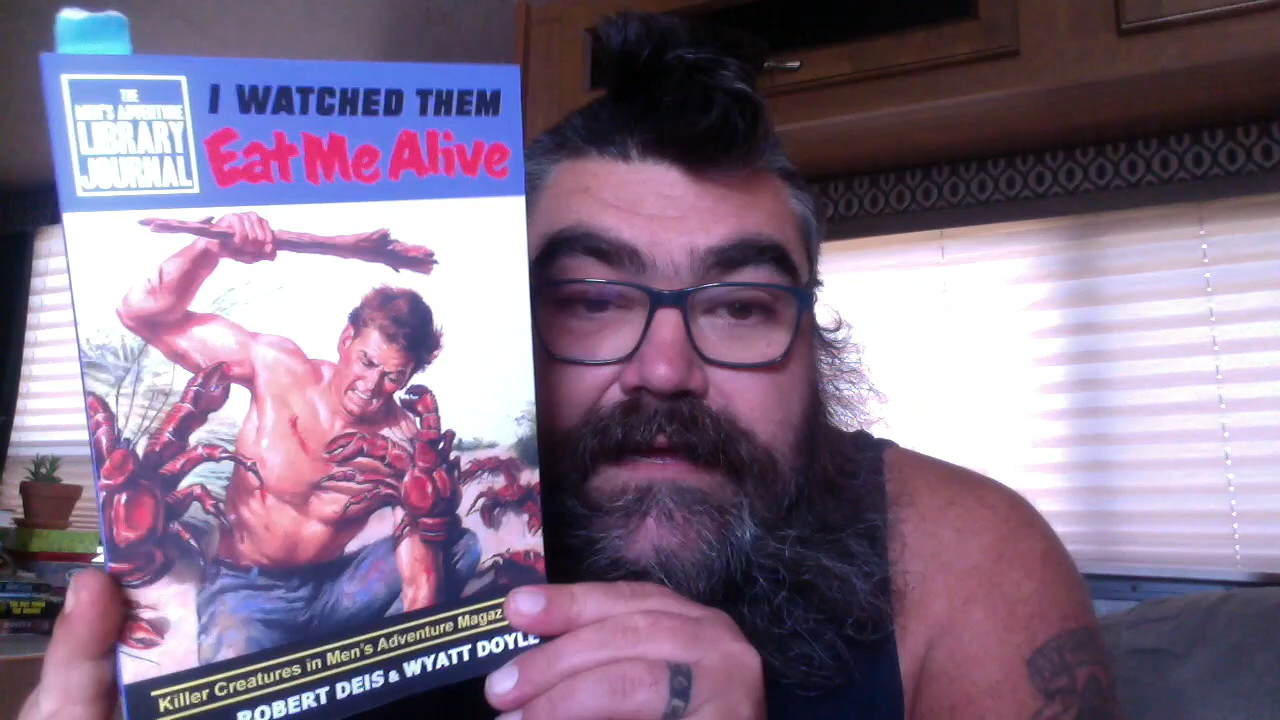 THE
MEN'S ADVENTURE
LIBRARY
JOURNAL
I WATCHED THEM
Eat Me Alive
Killer Creatures in Men's Adventure Magaz
ROBERT DEIS & WYATT DOYLE